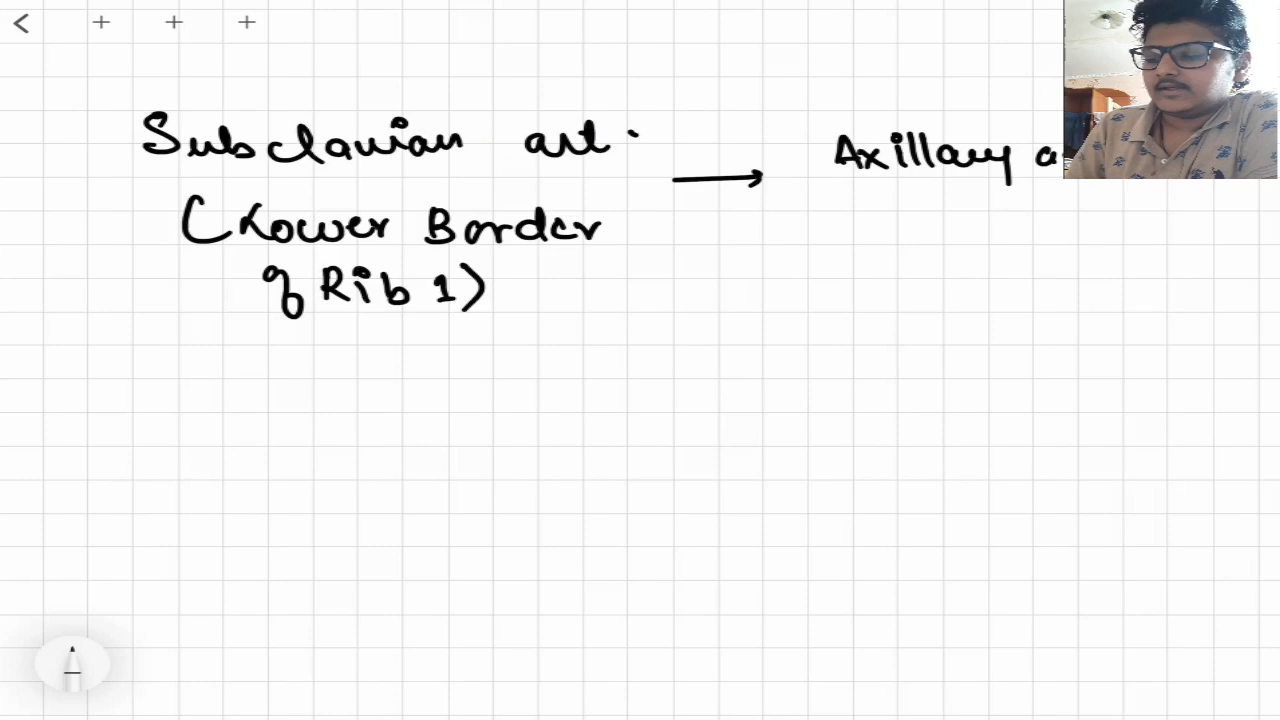 Subclavian art.
(Lower Border
of Rib 1)
→ Axillary a